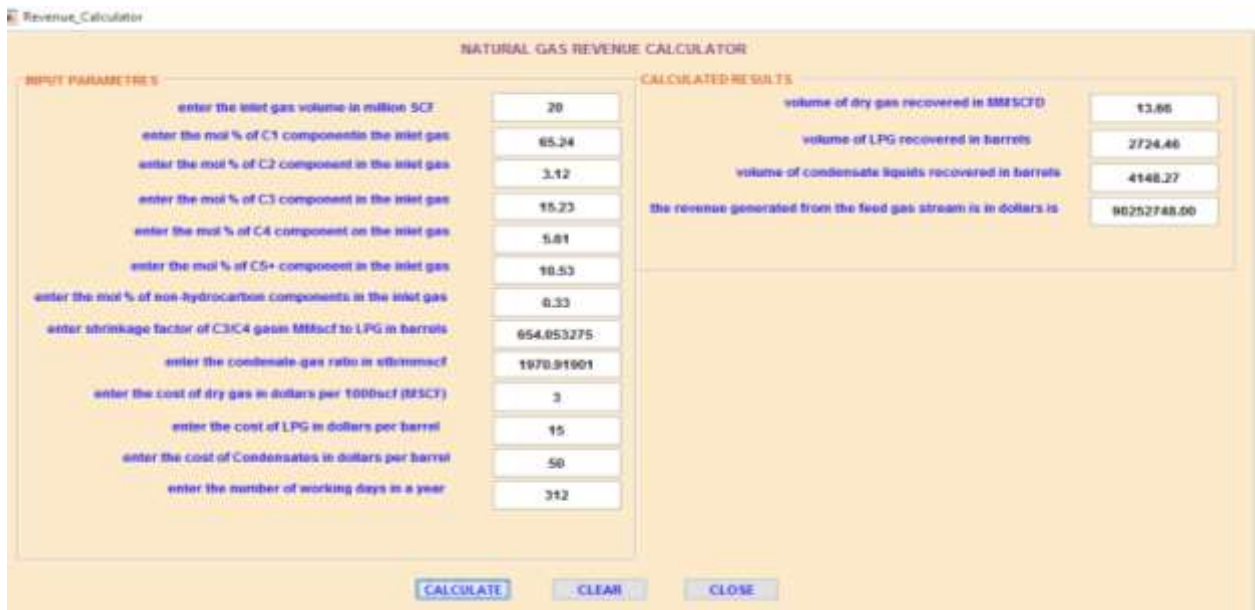 Revenue_Calculator
NATURAL GAS REVENUE CALCULATOR
INPUT PARAMETRES
enter the inlet gas volume in million SCF 20
enter the mol % of C1 componentin the inlet gas 65.24
enter the mol % of C2 component in the inlet gas 3.12
enter the mol % of C3 component in the inlet gas 15.23
enter the mol % of C4 component on the inlet gas 5.61
enter the mol % of C5+ component in the inlet gas 10.53
enter the mol % of non-hydrocarbon components in the inlet gas 0.33
enter shrinkage factor of C3/C4 gasin MMscf to LPG in barrels 654.053275
enter the condenate-gas ratio in stb/mmscf 1970.91901
enter the cost of dry gas in dollars per 1000scf (MSCF) 3
enter the cost of LPG in dollars per barrel 15
enter the cost of Condensates in dollars per barrel 50
enter the number of working days in a year 312
CALCULATED RESULTS
volume of dry gas recovered in MMSCFD 13.66
volume of LPG recovered in barrels 2724.46
volume of condensate liquids recovered in barrels 4148.27
the revenue generated from the feed gas stream is in dollars is 90252748.00
CALCULATE CLEAR CLOSE